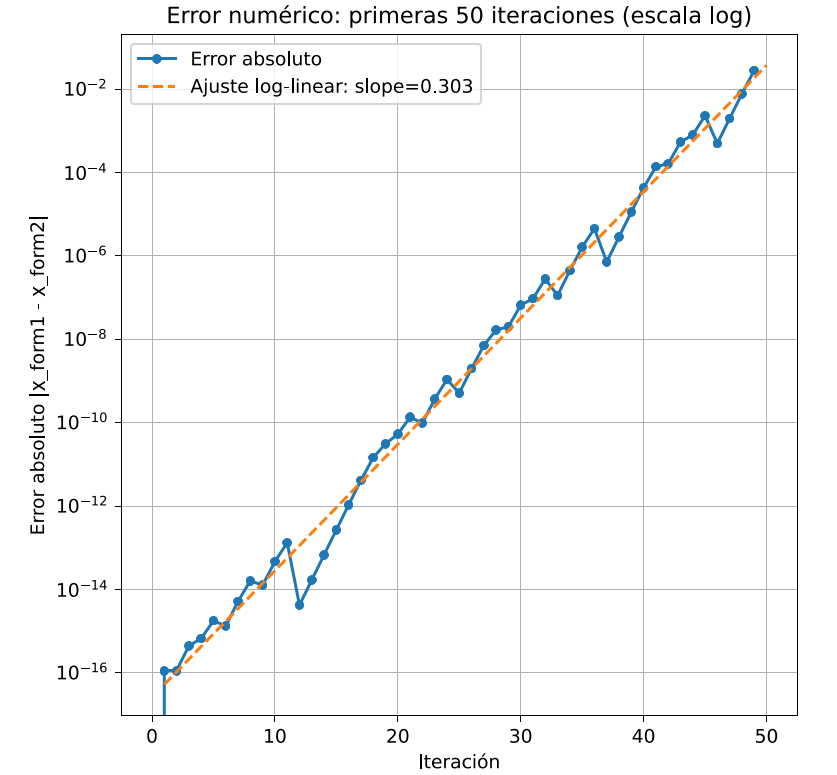 Error numérico: primeras 50 iteraciones (escala log)
Error absoluto
Ajuste log-linear: slope=0.303
Error absoluto |x_form1 - x_form2|
10⁻²
10⁻⁴
10⁻⁶
10⁻⁸
10⁻¹⁰
10⁻¹²
10⁻¹⁴
10⁻¹⁶
0 10 20 30 40 50
Iteración